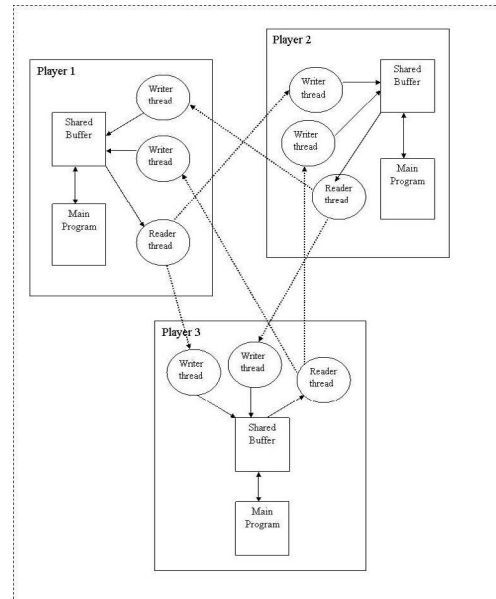 Player 1
Writer
thread
Shared
Buffer
Writer
thread
Main
Program
Reader
thread
Player 2
Writer
thread
Shared
Buffer
Writer
thread
Main
Program
Reader
thread
Player 3
Writer
thread
Writer
thread
Reader
thread
Shared
Buffer
Main
Program